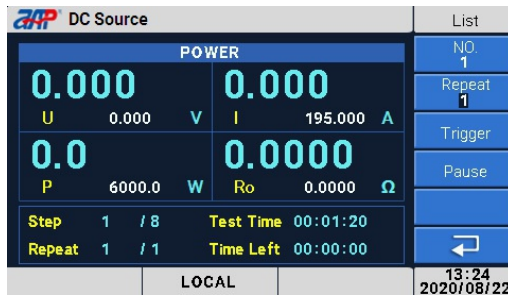 ZAP DC Source
List
POWER
0.000 0.000
U 0.000 V I 195.000 A
0.0 0.0000
P 6000.0 W Ro 0.0000 Ω
Step 1 / 8 Test Time 00:01:20
Repeat 1 / 1 Time Left 00:00:00
NO.
1
Repeat
1
Trigger
Pause
LOCAL
13:24
2020/08/22